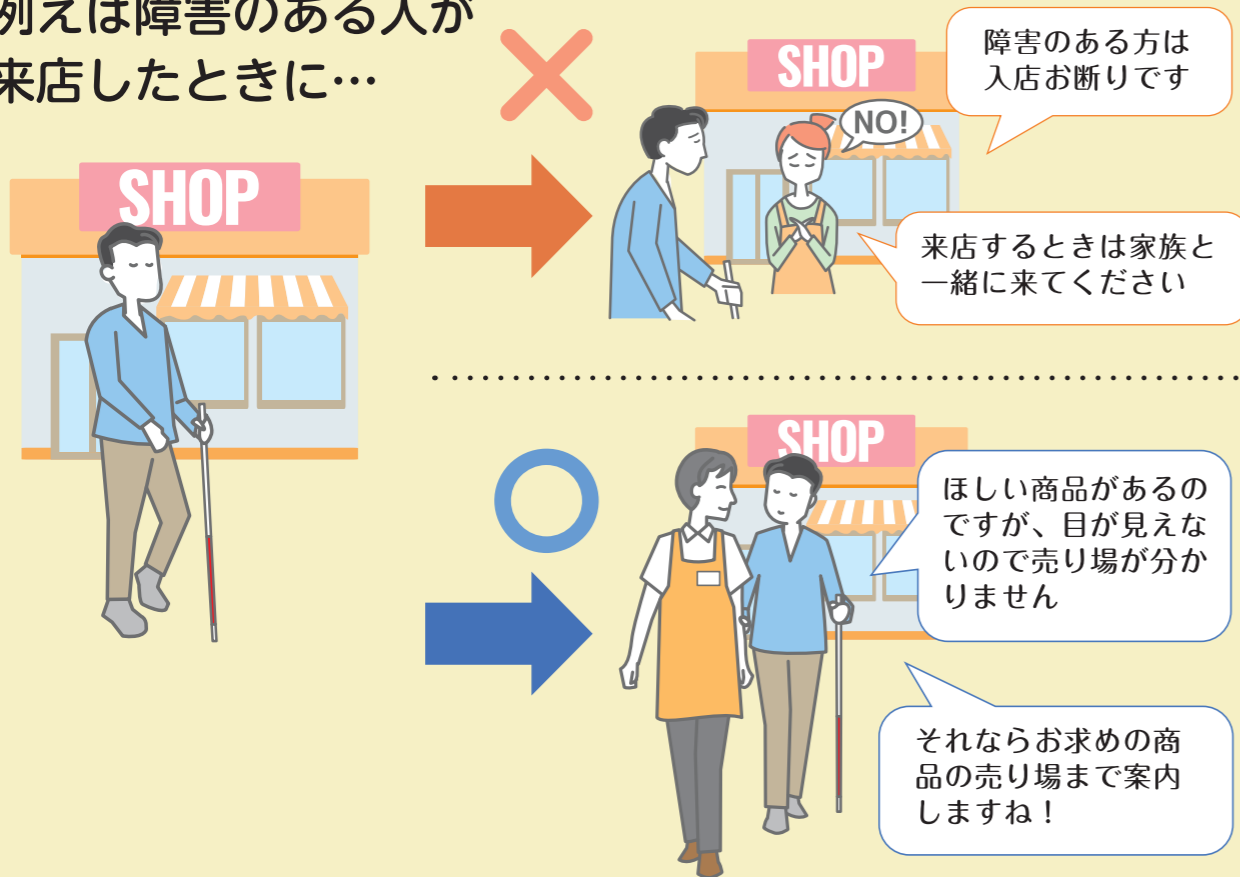 例えば障害のある人が
来店したときに…
SHOP
SHOP
NO!
障害のある方は
入店お断りです
来店するときは家族と
一緒に来てください
SHOP
ほしい商品があるの
ですが、目が見えな
いので売り場が分か
りません
それならお求めの商
品の売り場まで案内
しますね！